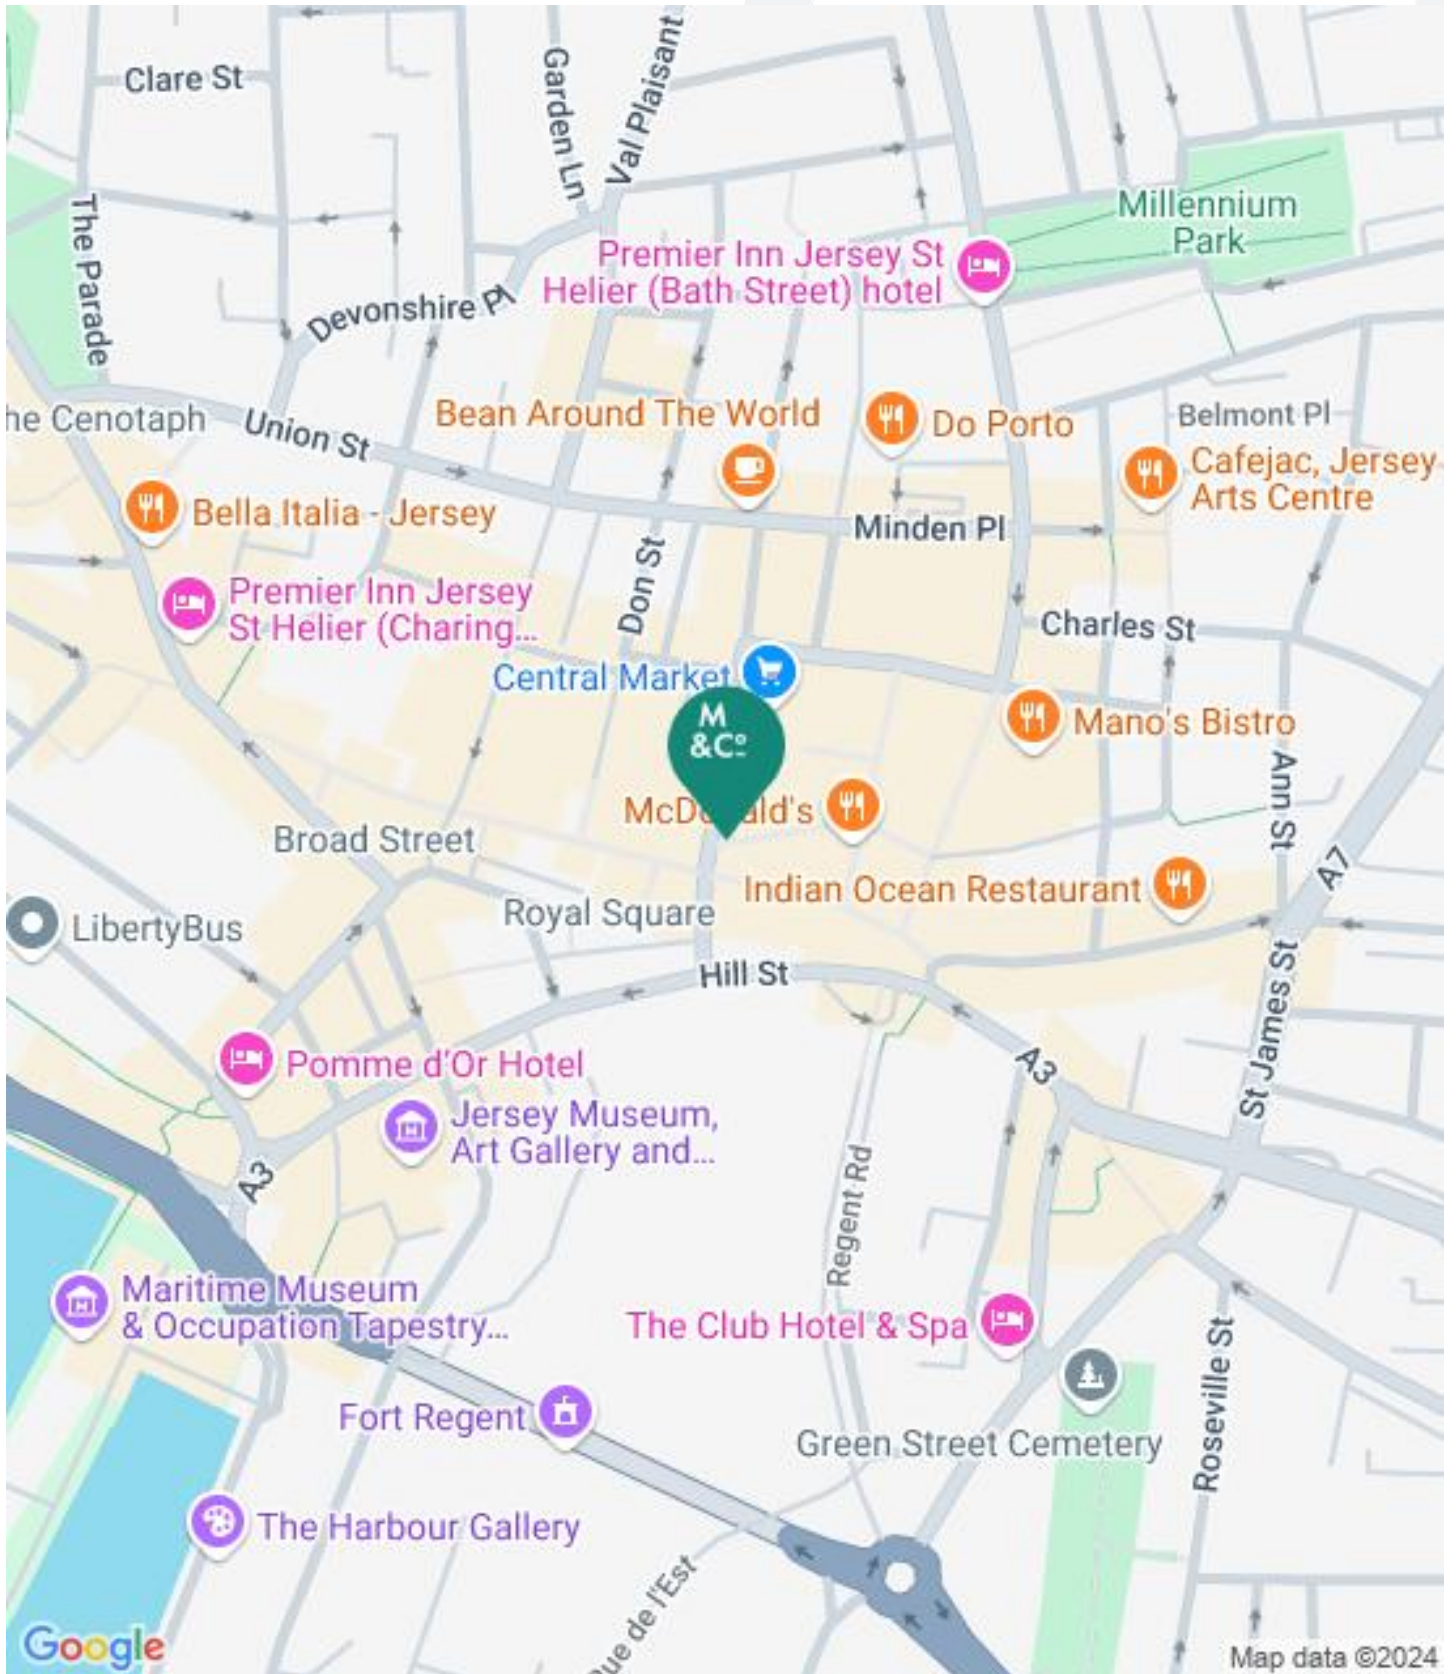 Clare St
Garden Ln
Val Plaisant
The Parade
Millennium
Park
Premier Inn Jersey St
Helier (Bath Street) hotel
Devonshire Pl
he Cenotaph
Union St
Bean Around The World
Do Porto
Belmont Pl
Cafejac, Jersey
Arts Centre
Bella Italia - Jersey
Minden Pl
Don St
Premier Inn Jersey
St Helier (Charing...
Charles St
Central Market
M
&Cº
Mano's Bistro
Ann St
McDonald's
Broad Street
A7
Indian Ocean Restaurant
Royal Square
LibertyBus
Hill St
St James St
Pomme d'Or Hotel
A3
Jersey Museum,
Art Gallery and...
A3
Regent Rd
Maritime Museum
& Occupation Tapestry...
The Club Hotel & Spa
Roseville St
Fort Regent
Green Street Cemetery
The Harbour Gallery
Rue de l'Est
Google
Map data ©2024